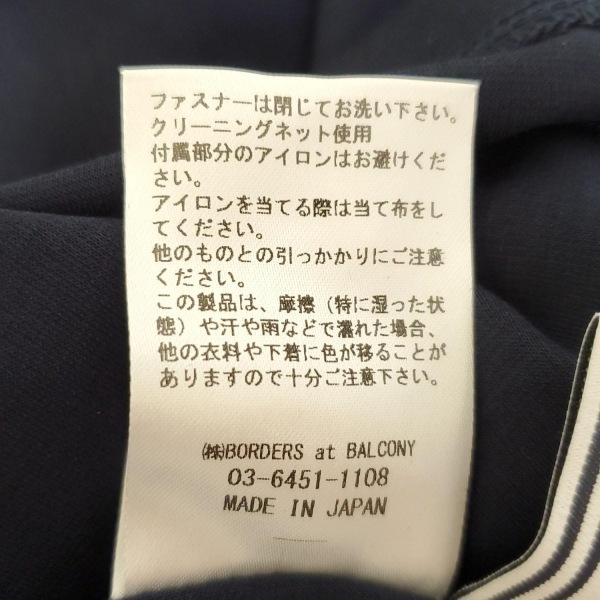 ファスナーは閉じてお洗い下さい。
クリーニングネット使用
付属部分のアイロンはお避けくだ
さい。
アイロンを当てる際は当て布をし
てください。
他のものとの引っかかりにご注意
ください。
この製品は、摩擦（特に湿った状
態）や汗や雨などで濡れた場合、
他の衣料や下着に色が移ることが
ありますので十分ご注意下さい。
㈱BORDERS at BALCONY
03-6451-1108
MADE IN JAPAN